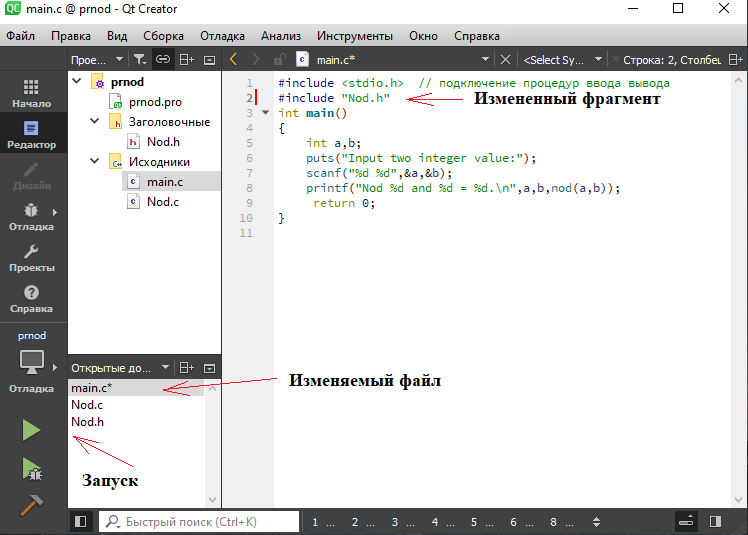 QC main.c @ prnod - Qt Creator
Файл Правка Вид Сборка Отладка Анализ Инструменты Окно Справка
Начало
Редактор
Дизайн
Отладка
Проекты
Справка
prnod
Отладка
Прое...
prnod
prnod.pro
Заголовочные
h Nod.h
Исходники
c main.c
c Nod.c
Открытые до...
main.c*
Nod.c
Nod.h
Запуск
c main.c* <Select Sy... Строка: 2, Столбец
1 #include <stdio.h> // подключение процедур ввода вывода
2 #include "Nod.h" Измененный фрагмент
3 int main()
4 {
5 int a,b;
6 puts("Input two integer value:");
7 scanf("%d %d",&a,&b);
8 printf("Nod %d and %d = %d.\n",a,b,nod(a,b));
9 return 0;
10 }
11
Изменяемый файл
Быстрый поиск (Ctrl+K) 1 ... 2 ... 3 ... 4 ... 5 ... 6 ... 8 ...